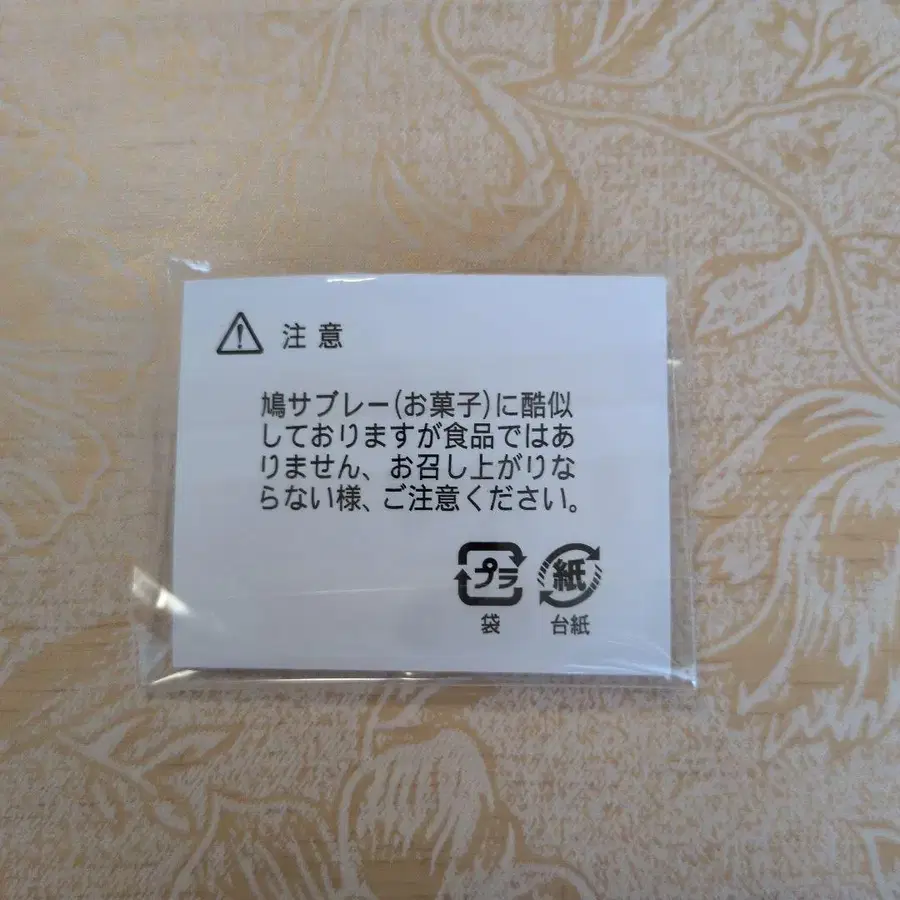 注意
鳩サブレー(お菓子)に酷似
しておりますが食品ではあ
りません、お召し上がりな
らない様、ご注意ください。
プラ 紙
袋 台紙